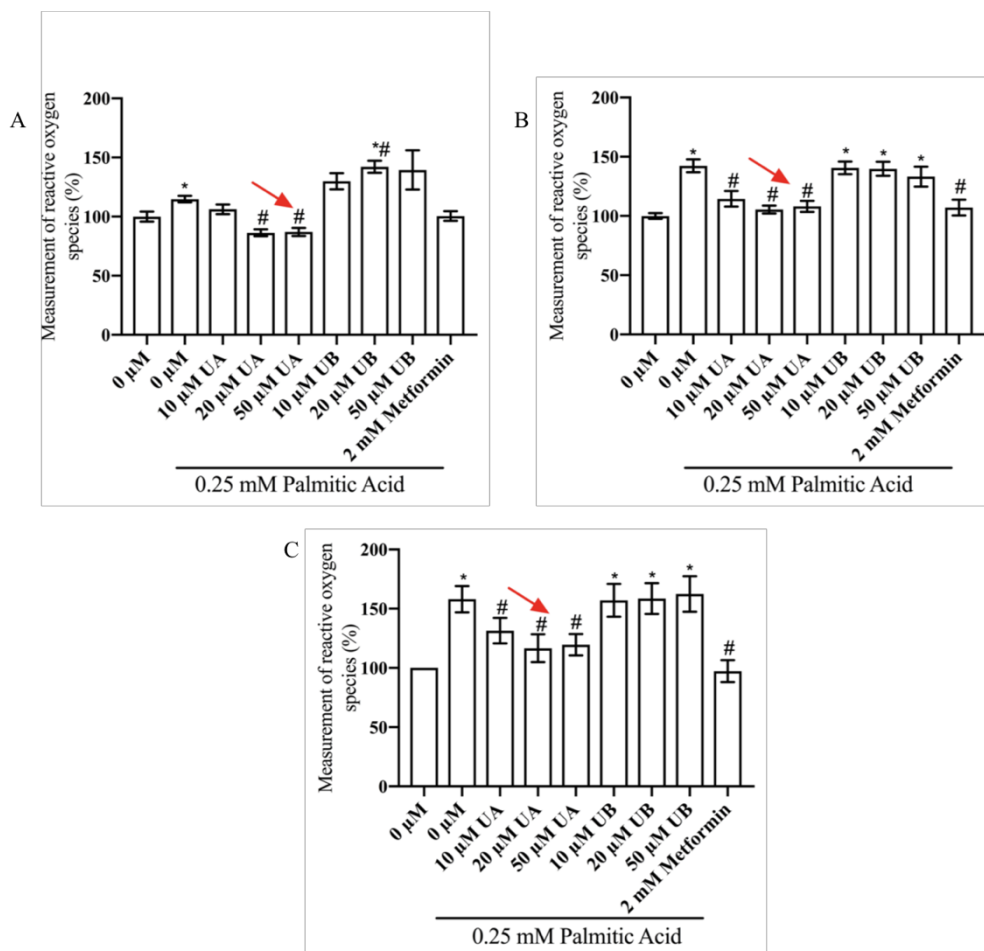 A
Measurement of reactive oxygen
species (%)
200
150
100
50
0
*
#
#
*#
0 µM
0 µM
10 µM UA
20 µM UA
50 µM UA
10 µM UB
20 µM UB
50 µM UB
2 mM Metformin
0.25 mM Palmitic Acid
B
Measurement of reactive oxygen
species (%)
200
150
100
50
0
*
#
#
#
*
*
*
#
0 µM
0 µM
10 µM UA
20 µM UA
50 µM UA
10 µM UB
20 µM UB
50 µM UB
2 mM Metformin
0.25 mM Palmitic Acid
C
Measurement of reactive oxygen
species (%)
200
150
100
50
0
*
#
#
#
*
*
*
#
0 µM
0 µM
10 µM UA
20 µM UA
50 µM UA
10 µM UB
20 µM UB
50 µM UB
2 mM Metformin
0.25 mM Palmitic Acid